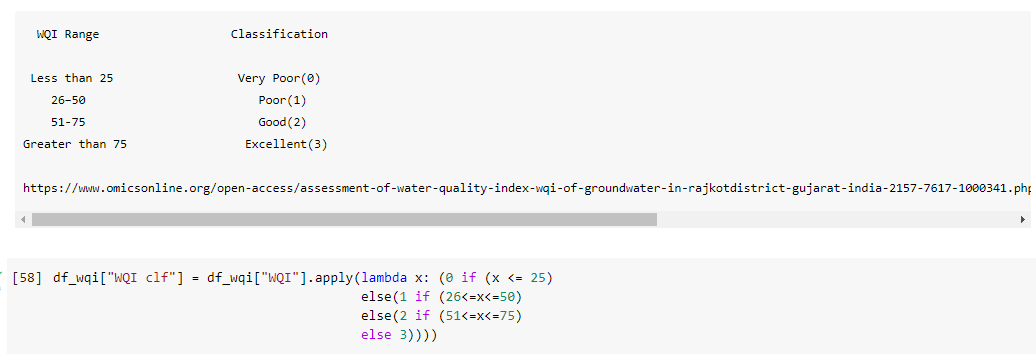 WQI Range Classification
Less than 25 Very Poor(0)
26–50 Poor(1)
51-75 Good(2)
Greater than 75 Excellent(3)
https://www.omicsonline.org/open-access/assessment-of-water-quality-index-wqi-of-groundwater-in-rajkotdistrict-gujarat-india-2157-7617-1000341.php
[58] df_wqi["WQI clf"] = df_wqi["WQI"].apply(lambda x: (0 if (x <= 25)
else(1 if (26<=x<=50)
else(2 if (51<=x<=75)
else 3))))